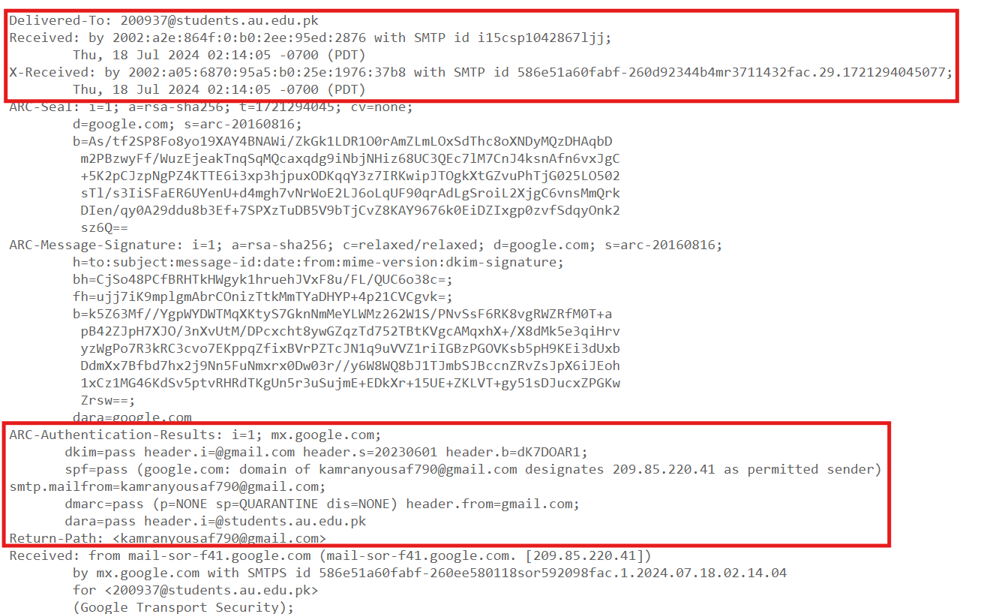 Delivered-To: 200937@students.au.edu.pk
Received: by 2002:a2e:864f:0:b0:2ee:95ed:2876 with SMTP id i15csp1042867ljj;
Thu, 18 Jul 2024 02:14:05 -0700 (PDT)
X-Received: by 2002:a05:6870:95a5:b0:25e:1976:37b8 with SMTP id 586e51a60fabf-260d92344b4mr3711432fac.29.1721294045077;
Thu, 18 Jul 2024 02:14:05 -0700 (PDT)
ARC-Seal: i=1; a=rsa-sha256; t=1721294045; cv=none;
d=google.com; s=arc-20160816;
b=As/tf2SP8Fo8yo19XAY4BNAWi/ZkGk1LDR1O0rAmZLmLOxSdThc8oXNDyMQzDHAqbD
m2PBzwyFf/WuzEjeakTnqSqMQcaxqdg9iNbjNHiz68UC3QEc7lM7CnJ4ksnAfn6vxJgC
+5K2pCJzpNgPZ4KTTE6i3xp3hjpuxODKqqY3z7IRKwipJTOgkXtGZvuPhTjG025LO502
sTl/s3IiSFaER6UYenU+d4mgh7vNrWoE2LJ6oLqUF90qrAdLgSroiL2XjgC6vnsMmQrk
DIen/qy0A29ddu8b3Ef+7SPXzTuDB5V9bTjCvZ8KAY9676k0EiDZIxgp0zvfSdqyOnk2
sz6Q==
ARC-Message-Signature: i=1; a=rsa-sha256; c=relaxed/relaxed; d=google.com; s=arc-20160816;
h=to:subject:message-id:date:from:mime-version:dkim-signature;
bh=CjSo48PCfBRHTkHWgyk1hruehJVxF8u/FL/QUC6o38c=;
fh=ujj7iK9mplgmAbrCOnizTtkMmTYaDHYP+4p21CVCgvk=;
b=k5Z63Mf//YgpWYDWTMqXKtyS7GknNmMeYLWMz262W1S/PNvSsF6RK8vgRWZRfM0T+a
pB42ZJpH7XJO/3nXvUtM/DPcxcht8ywGZqzTd752TBtKVgcAMqxhX+/X8dMk5e3qiHrv
yzWgPo7R3kRC3cvo7EKppqZfixBVrPZTcJN1q9uVVZ1riIGBzPGOVKsb5pH9KEi3dUxb
DdmXx7Bfbd7hx2j9Nn5FuNmxrx0Dw03r//y6W8WQ8bJ1TJmbSJBccnZRvZsJpX6iJEoh
1xCz1MG46KdSv5ptvRHRdTKgUn5r3uSujmE+EDkXr+15UE+ZKLVT+gy51sDJucxZPGKw
Zrsw==;
dara=google.com
ARC-Authentication-Results: i=1; mx.google.com;
dkim=pass header.i=@gmail.com header.s=20230601 header.b=dK7DOAR1;
spf=pass (google.com: domain of kamranyousaf790@gmail.com designates 209.85.220.41 as permitted sender)
smtp.mailfrom=kamranyousaf790@gmail.com;
dmarc=pass (p=NONE sp=QUARANTINE dis=NONE) header.from=gmail.com;
dara=pass header.i=@students.au.edu.pk
Return-Path: <kamranyousaf790@gmail.com>
Received: from mail-sor-f41.google.com (mail-sor-f41.google.com. [209.85.220.41])
by mx.google.com with SMTPS id 586e51a60fabf-260ee580118sor592098fac.1.2024.07.18.02.14.04
for <200937@students.au.edu.pk>
(Google Transport Security);